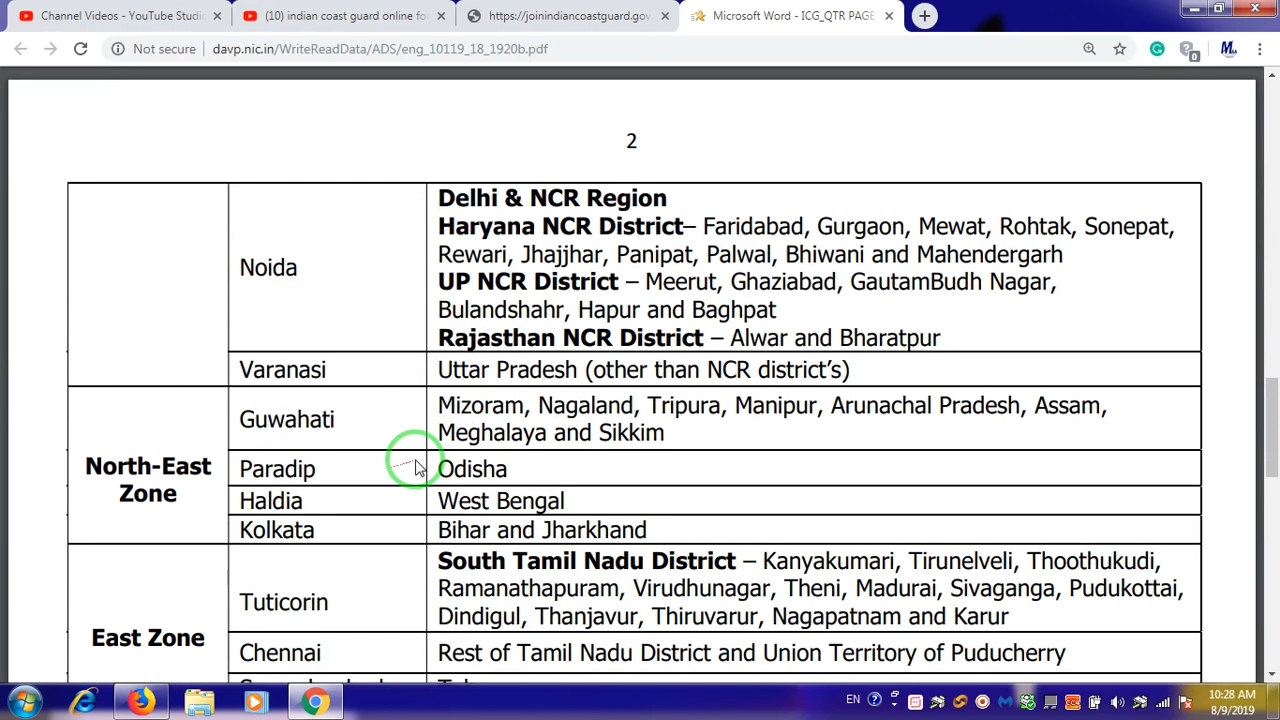 Channel Videos - YouTube Studi
(10) indian coast guard online for
https://joinindiancoastguard.gov
Microsoft Word - ICG_QTR PAGE
Not secure
davp.nic.in/WriteReadData/ADS/eng_10119_18_1920b.pdf
2
Noida
Delhi & NCR Region
Haryana NCR District– Faridabad, Gurgaon, Mewat, Rohtak, Sonepat,
Rewari, Jhajjhar, Panipat, Palwal, Bhiwani and Mahendergarh
UP NCR District – Meerut, Ghaziabad, GautamBudh Nagar,
Bulandshahr, Hapur and Baghpat
Rajasthan NCR District – Alwar and Bharatpur
Varanasi
Uttar Pradesh (other than NCR district's)
North-East
Zone
Guwahati
Mizoram, Nagaland, Tripura, Manipur, Arunachal Pradesh, Assam,
Meghalaya and Sikkim
Paradip
Odisha
Haldia
West Bengal
Kolkata
Bihar and Jharkhand
East Zone
Tuticorin
South Tamil Nadu District – Kanyakumari, Tirunelveli, Thoothukudi,
Ramanathapuram, Virudhunagar, Theni, Madurai, Sivaganga, Pudukottai,
Dindigul, Thanjavur, Thiruvarur, Nagapatnam and Karur
Chennai
Rest of Tamil Nadu District and Union Territory of Puducherry
EN
10:28 AM
8/9/2019